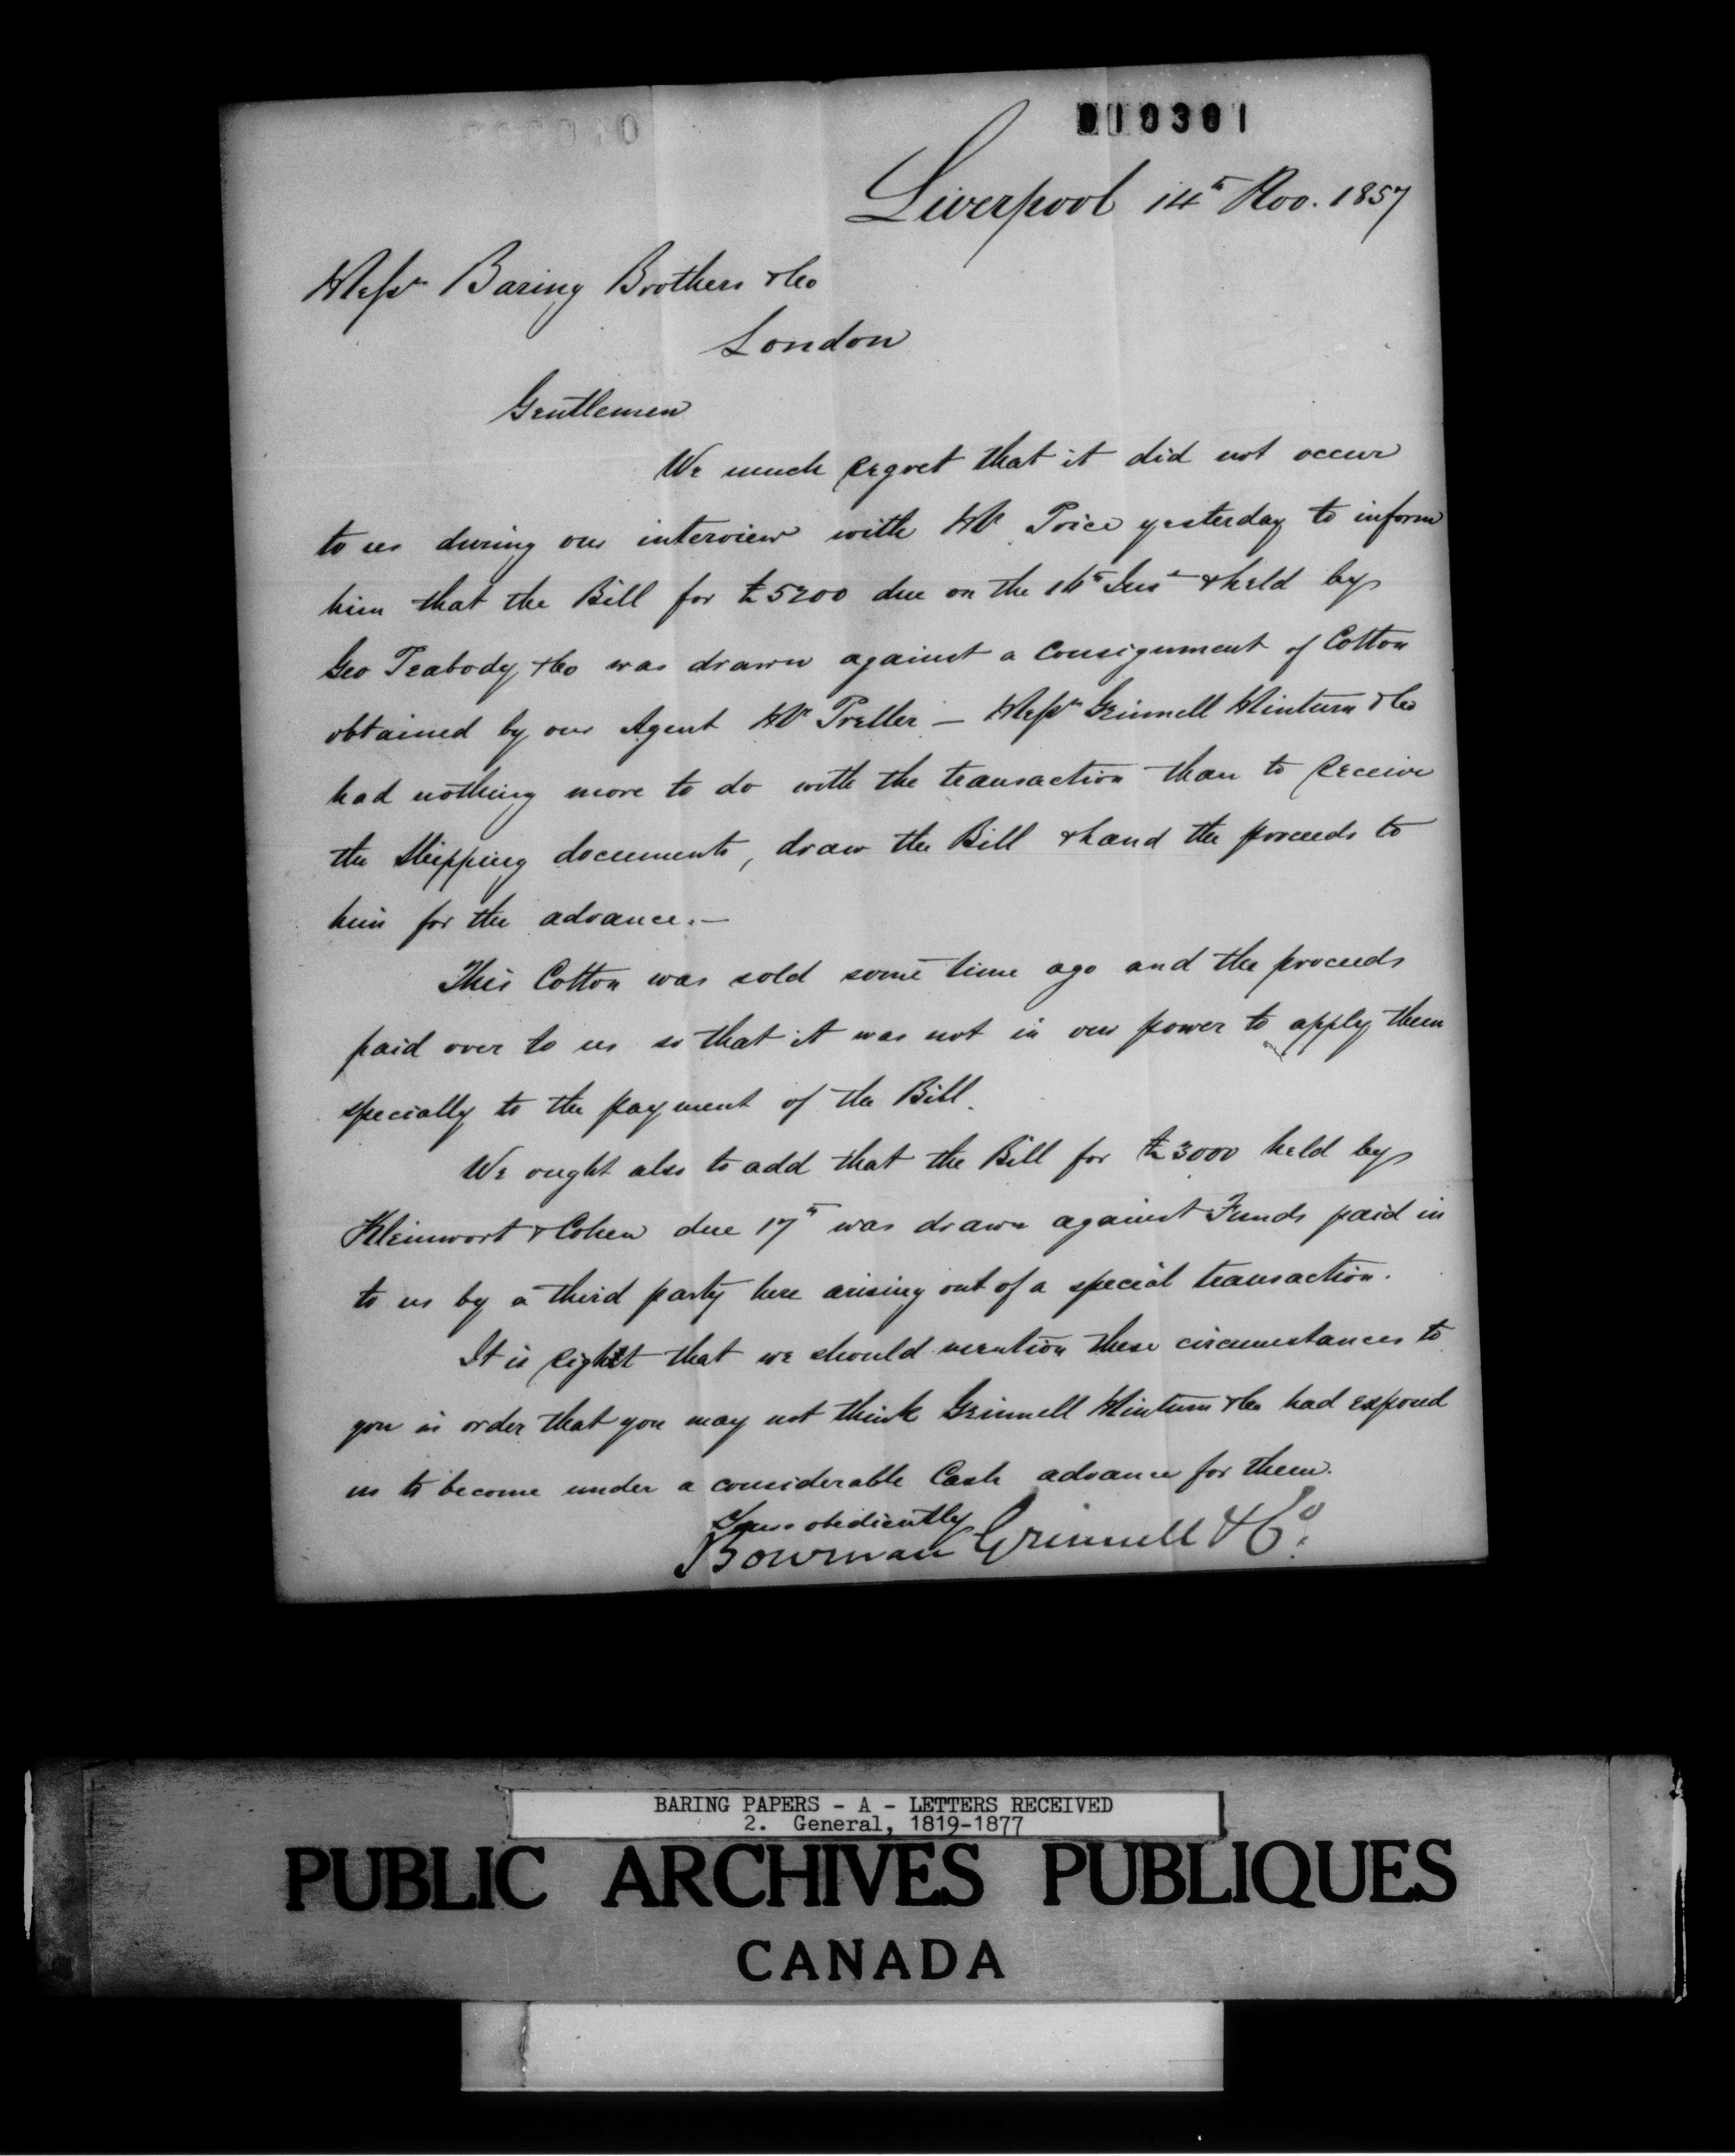 010301
Liverpool 14th Nov. 1857
Messrs Baring Brothers & Co
London
Gentlemen
We much regret that it did not occur
to us during our interview with Mr Price yesterday to inform
him that the Bill for £5200 due on the 16th Inst & held by
Geo Peabody & Co was drawn against a Consignment of Cotton
obtained by our Agent Mr Preller — Messrs Grinnell Minturn & Co
had nothing more to do with the transaction than to receive
the shipping documents, draw the Bill & hand the proceeds to
him for the advance.—
This Cotton was sold some time ago and the proceeds
paid over to us so that it was not in our power to apply them
specially to the payment of the Bill.
We ought also to add that the Bill for £3000 held by
Kleinwort & Cohen due 17th was drawn against Funds paid in
to us by a third party here arising out of a special transaction.
It is right that we should mention these circumstances to
you in order that you may not think Grinnell Minturn & Co had exposed
us to become under a considerable Cash advance for them.
Yours obediently
Bowman Grinnell & Co.
BARING PAPERS - A - LETTERS RECEIVED
2. General, 1819-1877
PUBLIC ARCHIVES PUBLIQUES
CANADA